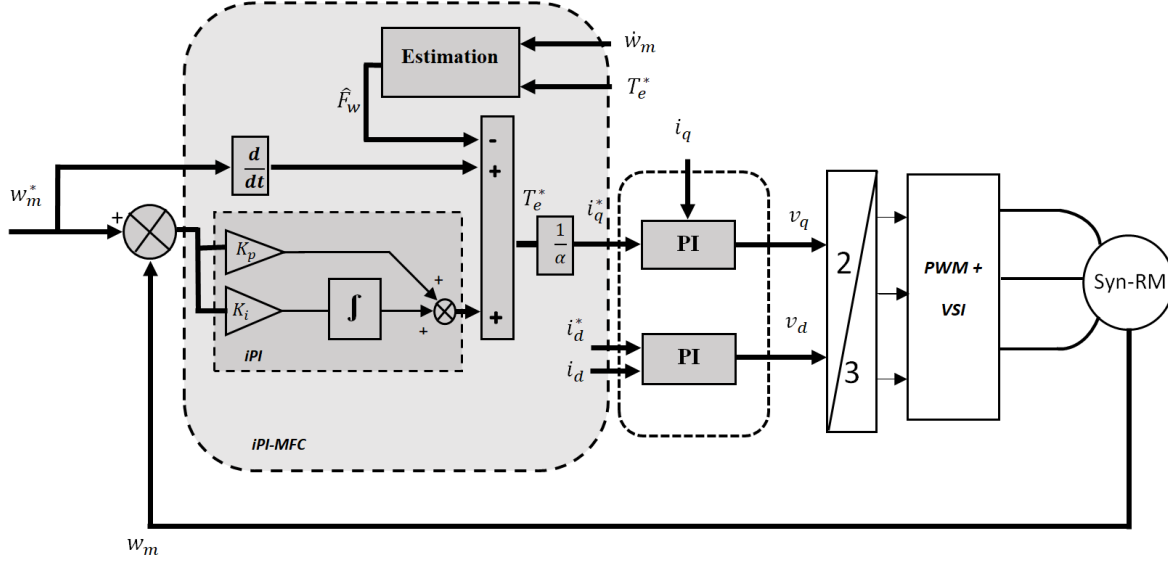 Estimation
ẇ_m
T_e^*
F̂_w
-
i_q
d/dt
+
w_m^*
+
T_e^*
i_q^*
1/α
PI
v_q
K_p
+
2
PWM +
VSI
Syn-RM
K_i
∫
+
+
i_d^*
i_d
PI
v_d
3
iPI
iPI-MFC
w_m